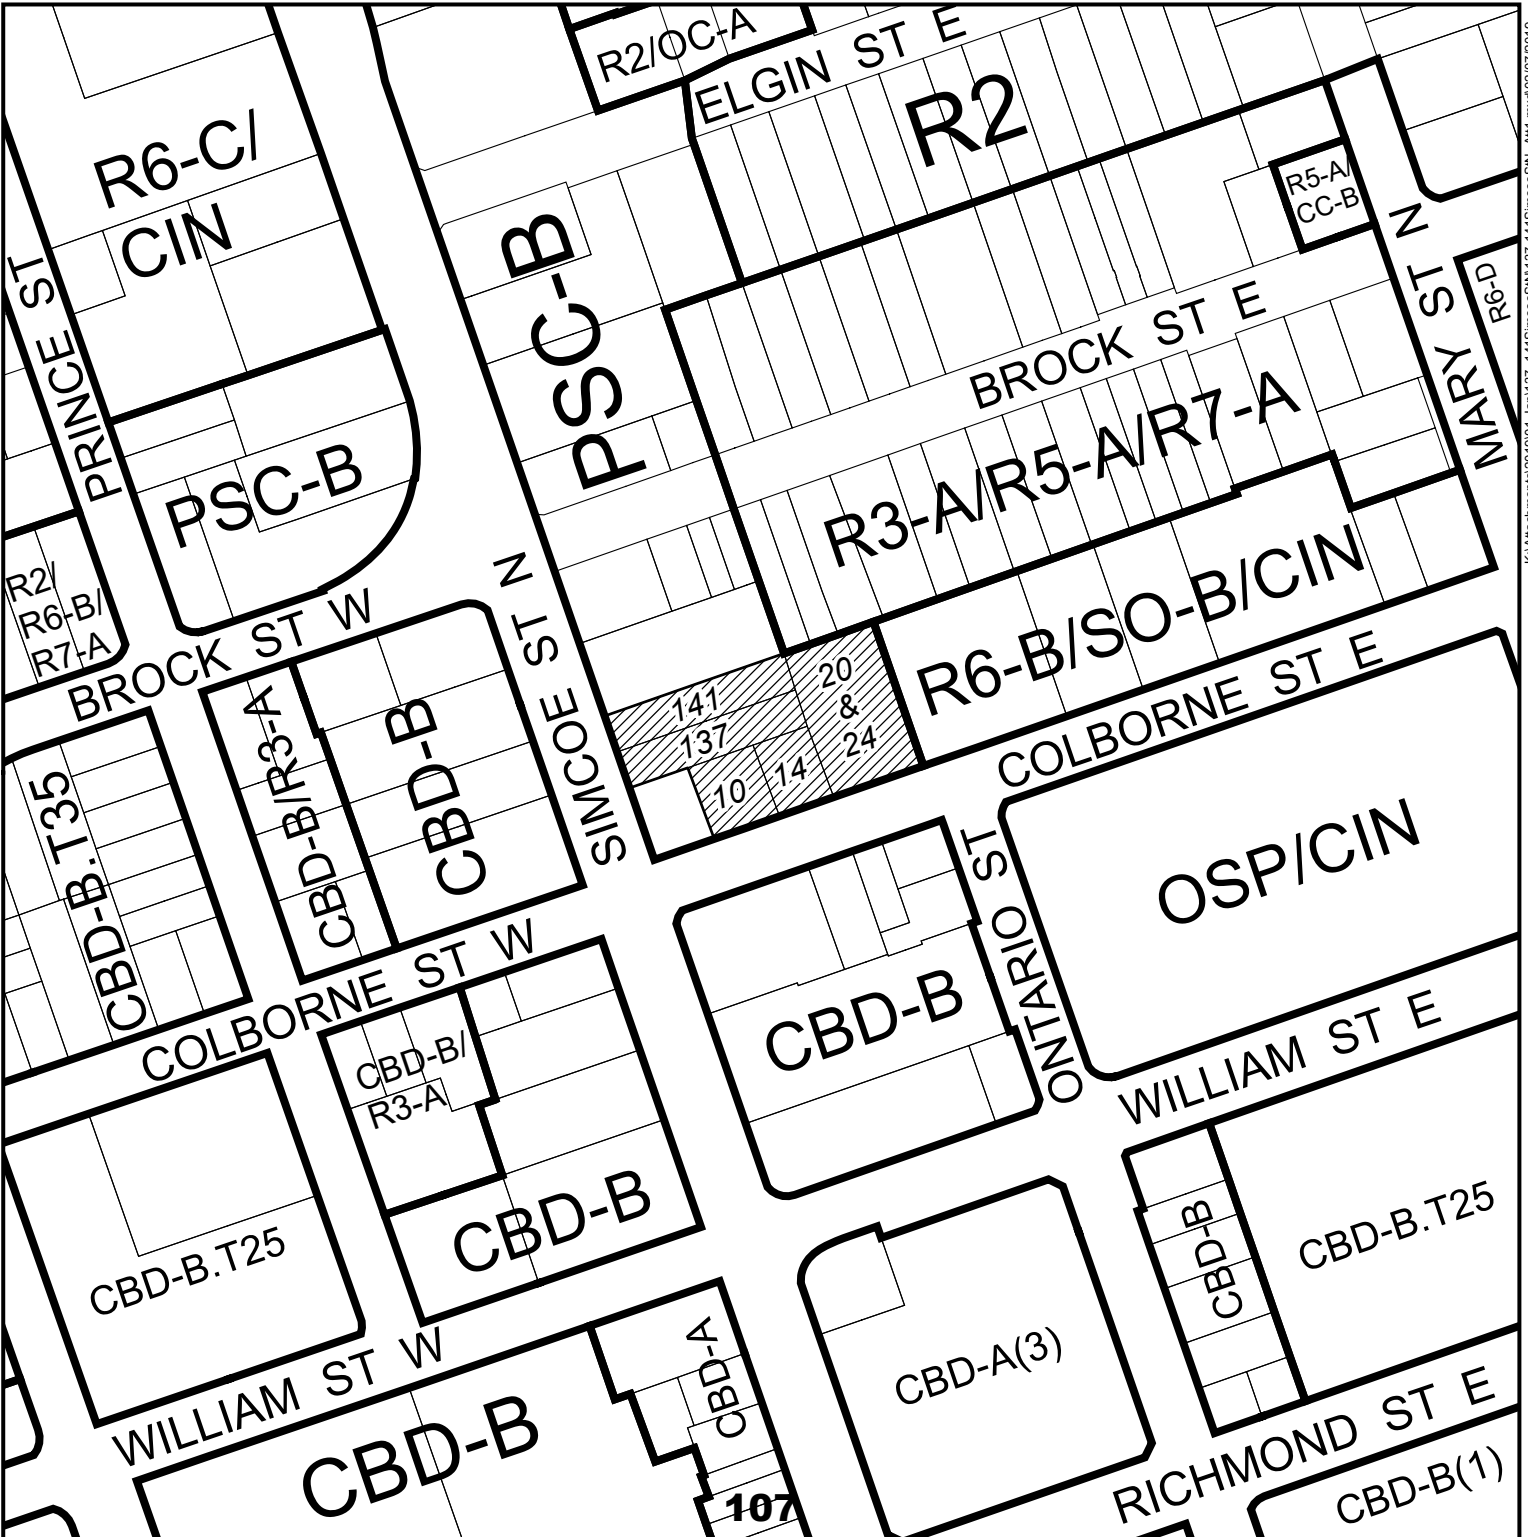 R2/OC-A
ELGIN ST E
R2
R6-C/
CIN
R5-A/
CC-B
MARY ST N
R6-D
PRINCE ST
PSC-B
BROCK ST E
PSC-B
R3-A/R5-A/R7-A
R2/
R6-B/
R7-A
BROCK ST W
SIMCOE ST N
R6-B/SO-B/CIN
COLBORNE ST E
141
137
20
&
24
10
14
CBD-B.T35
CBD-B/R3-A
CBD-B
OSP/CIN
ONTARIO ST
COLBORNE ST W
CBD-B
WILLIAM ST E
CBD-B/
R3-A
CBD-B
CBD-B.T25
CBD-B
CBD-B.T25
WILLIAM ST W
CBD-A
CBD-A(3)
CBD-B
RICHMOND ST E
CBD-B(1)
107